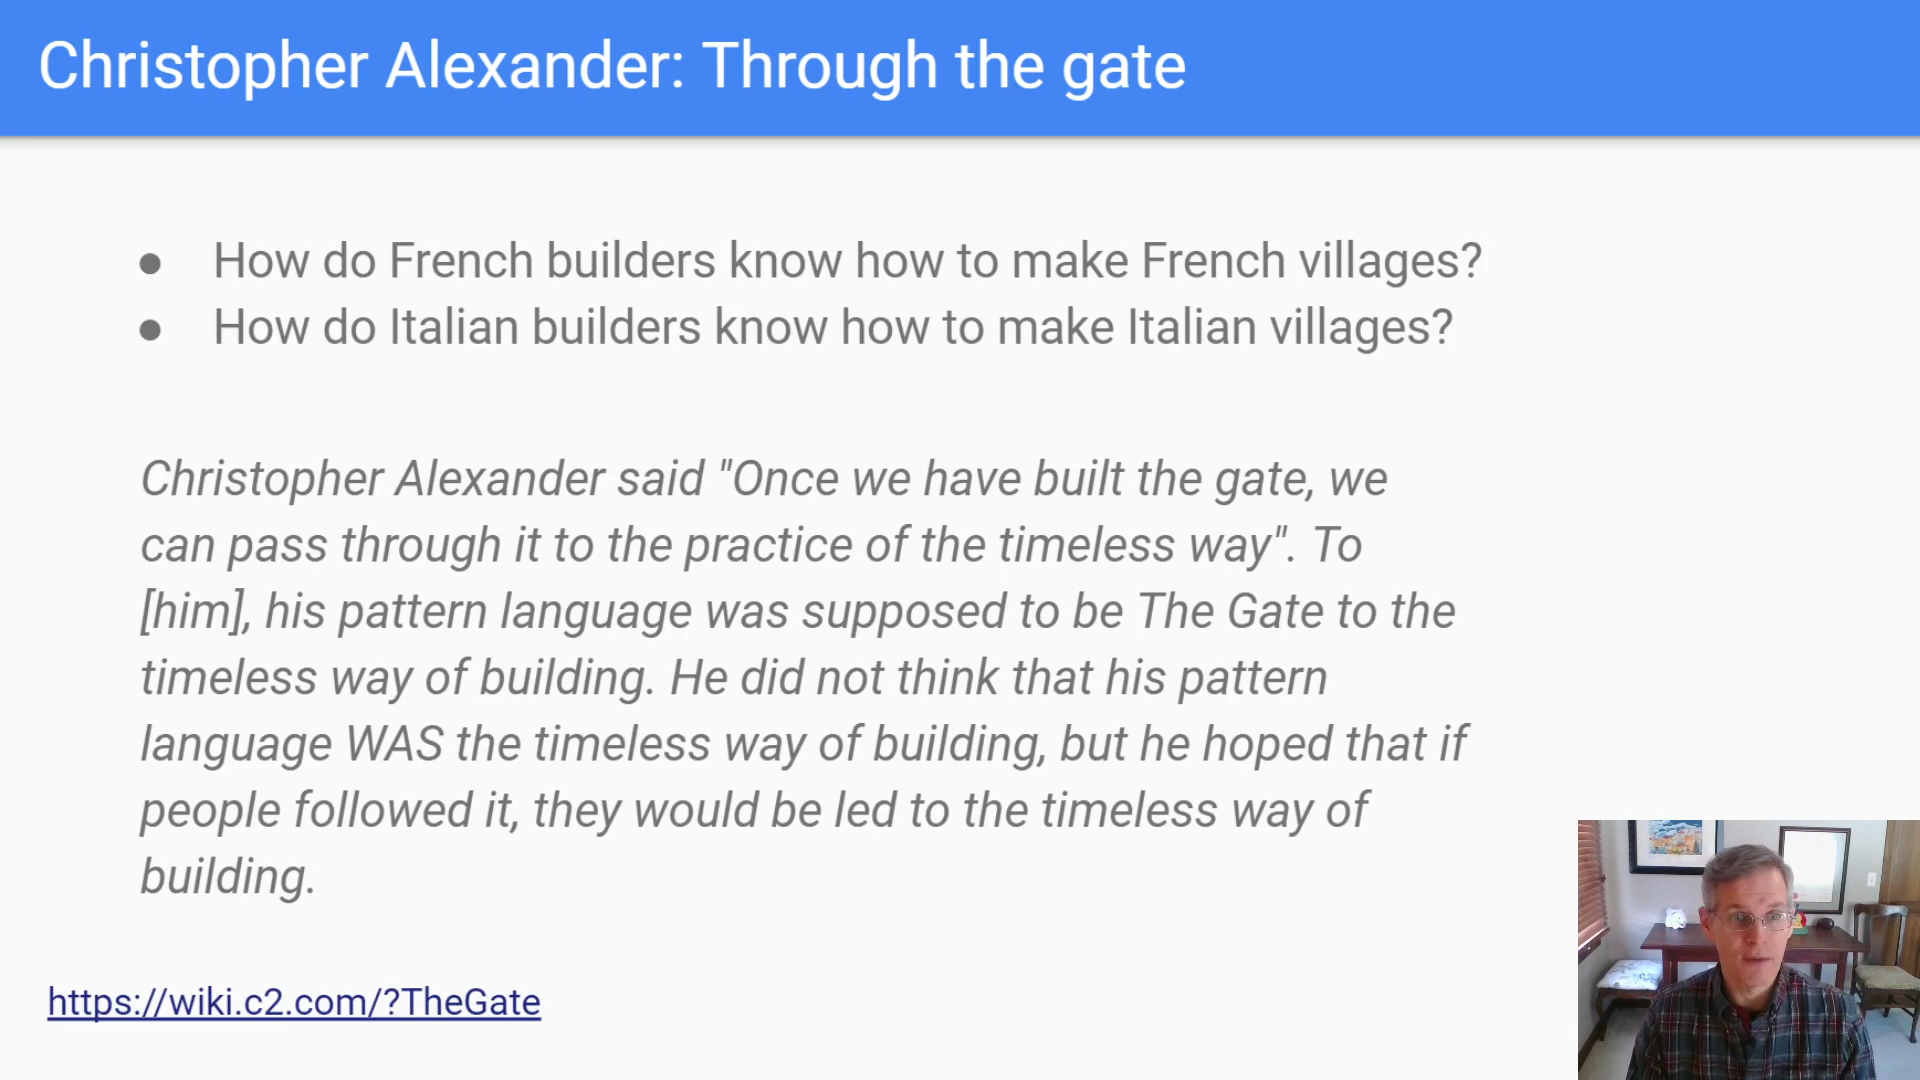 Christopher Alexander: Through the gate
● How do French builders know how to make French villages?
● How do Italian builders know how to make Italian villages?
Christopher Alexander said "Once we have built the gate, we
can pass through it to the practice of the timeless way". To
[him], his pattern language was supposed to be The Gate to the
timeless way of building. He did not think that his pattern
language WAS the timeless way of building, but he hoped that if
people followed it, they would be led to the timeless way of
building.
https://wiki.c2.com/?TheGate